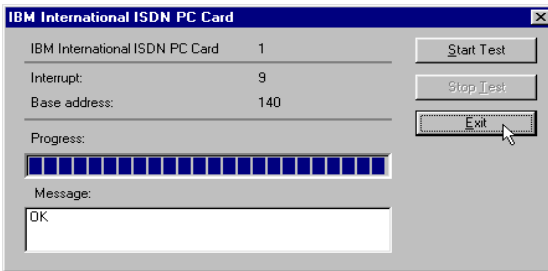 IBM International ISDN PC Card
IBM International ISDN PC Card 1
Interrupt: 9
Base address: 140
Progress:
Message:
OK
Start Test
Stop Test
Exit